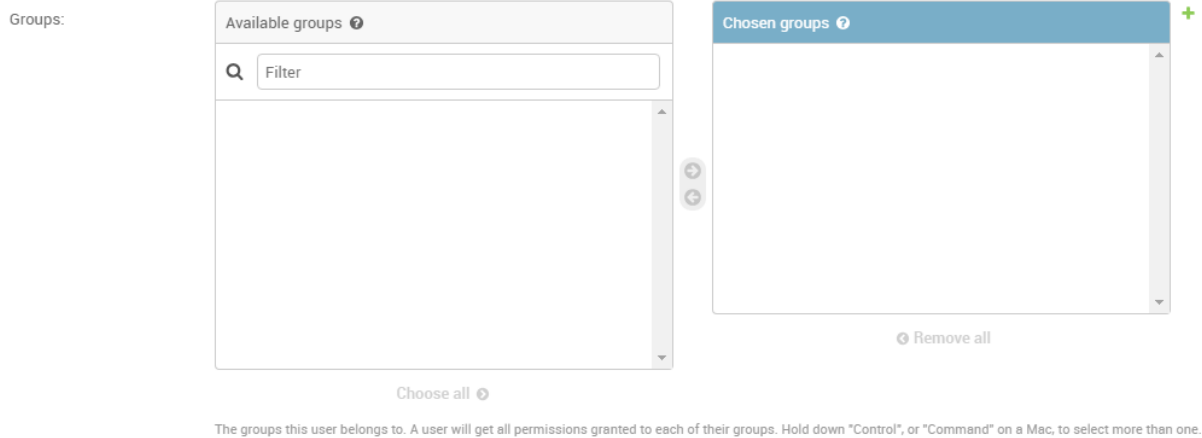 Groups:
Available groups
Chosen groups
Filter
Remove all
Choose all
The groups this user belongs to. A user will get all permissions granted to each of their groups. Hold down "Control", or "Command" on a Mac, to select more than one.